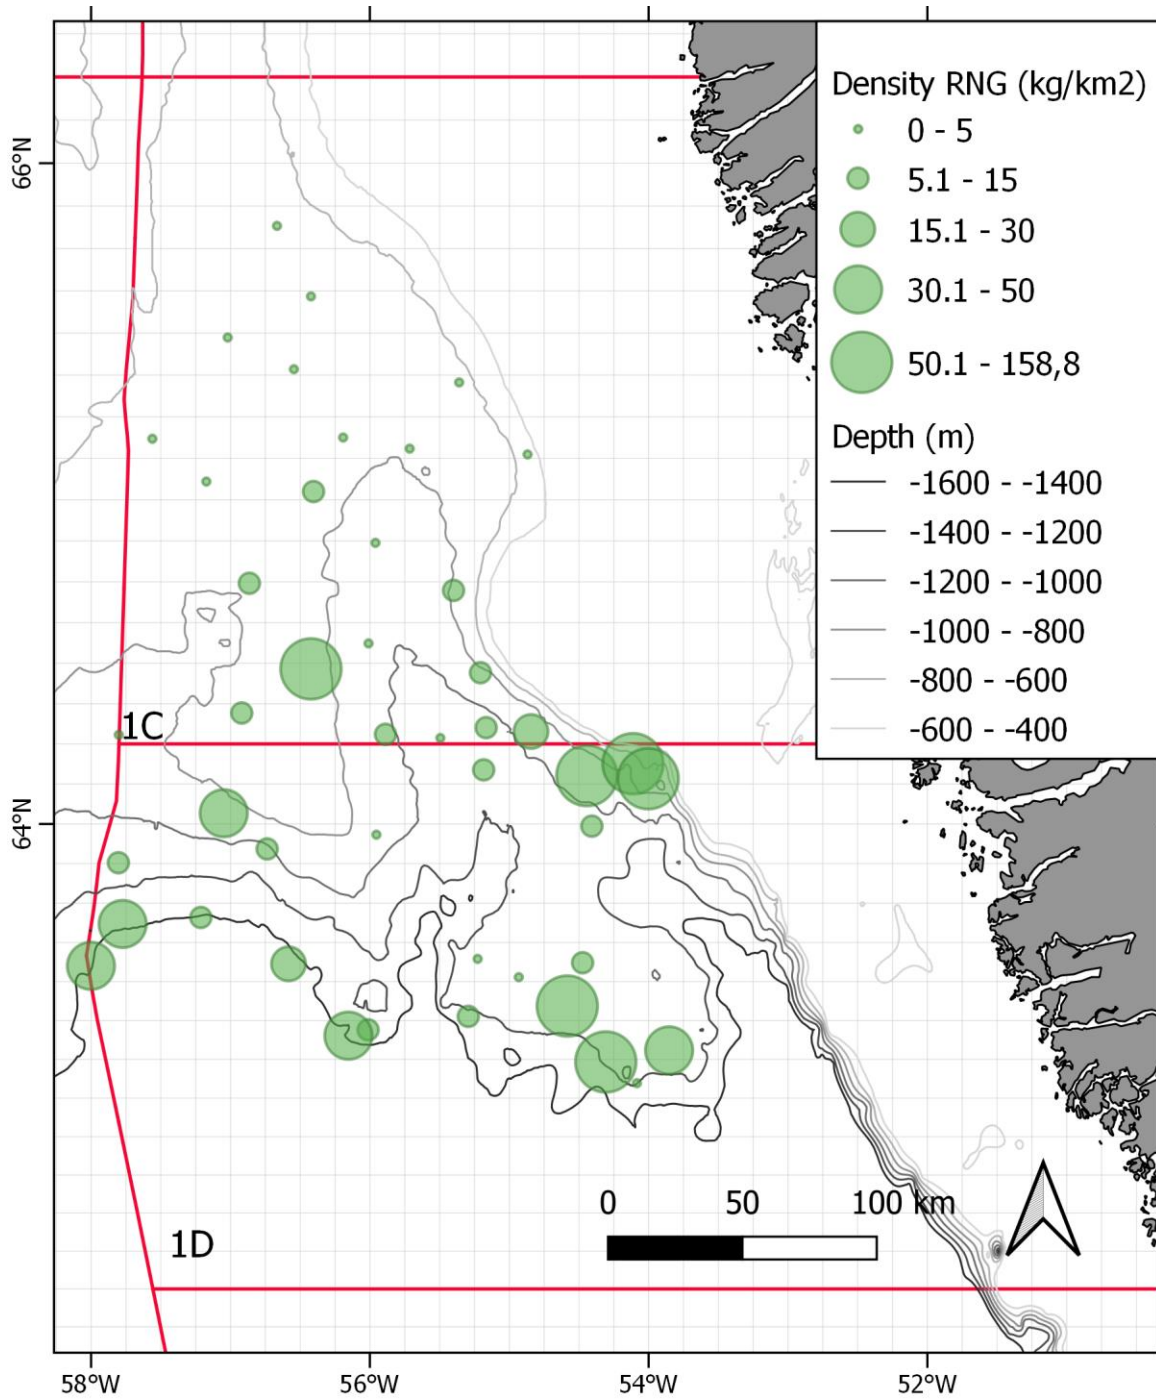 Density RNG (kg/km2)
0 - 5
5.1 - 15
15.1 - 30
30.1 - 50
50.1 - 158,8
Depth (m)
-1600 - -1400
-1400 - -1200
-1200 - -1000
-1000 - -800
-800 - -600
-600 - -400
66°N
64°N
1C
1D
0 50 100 km
58°W 56°W 54°W 52°W